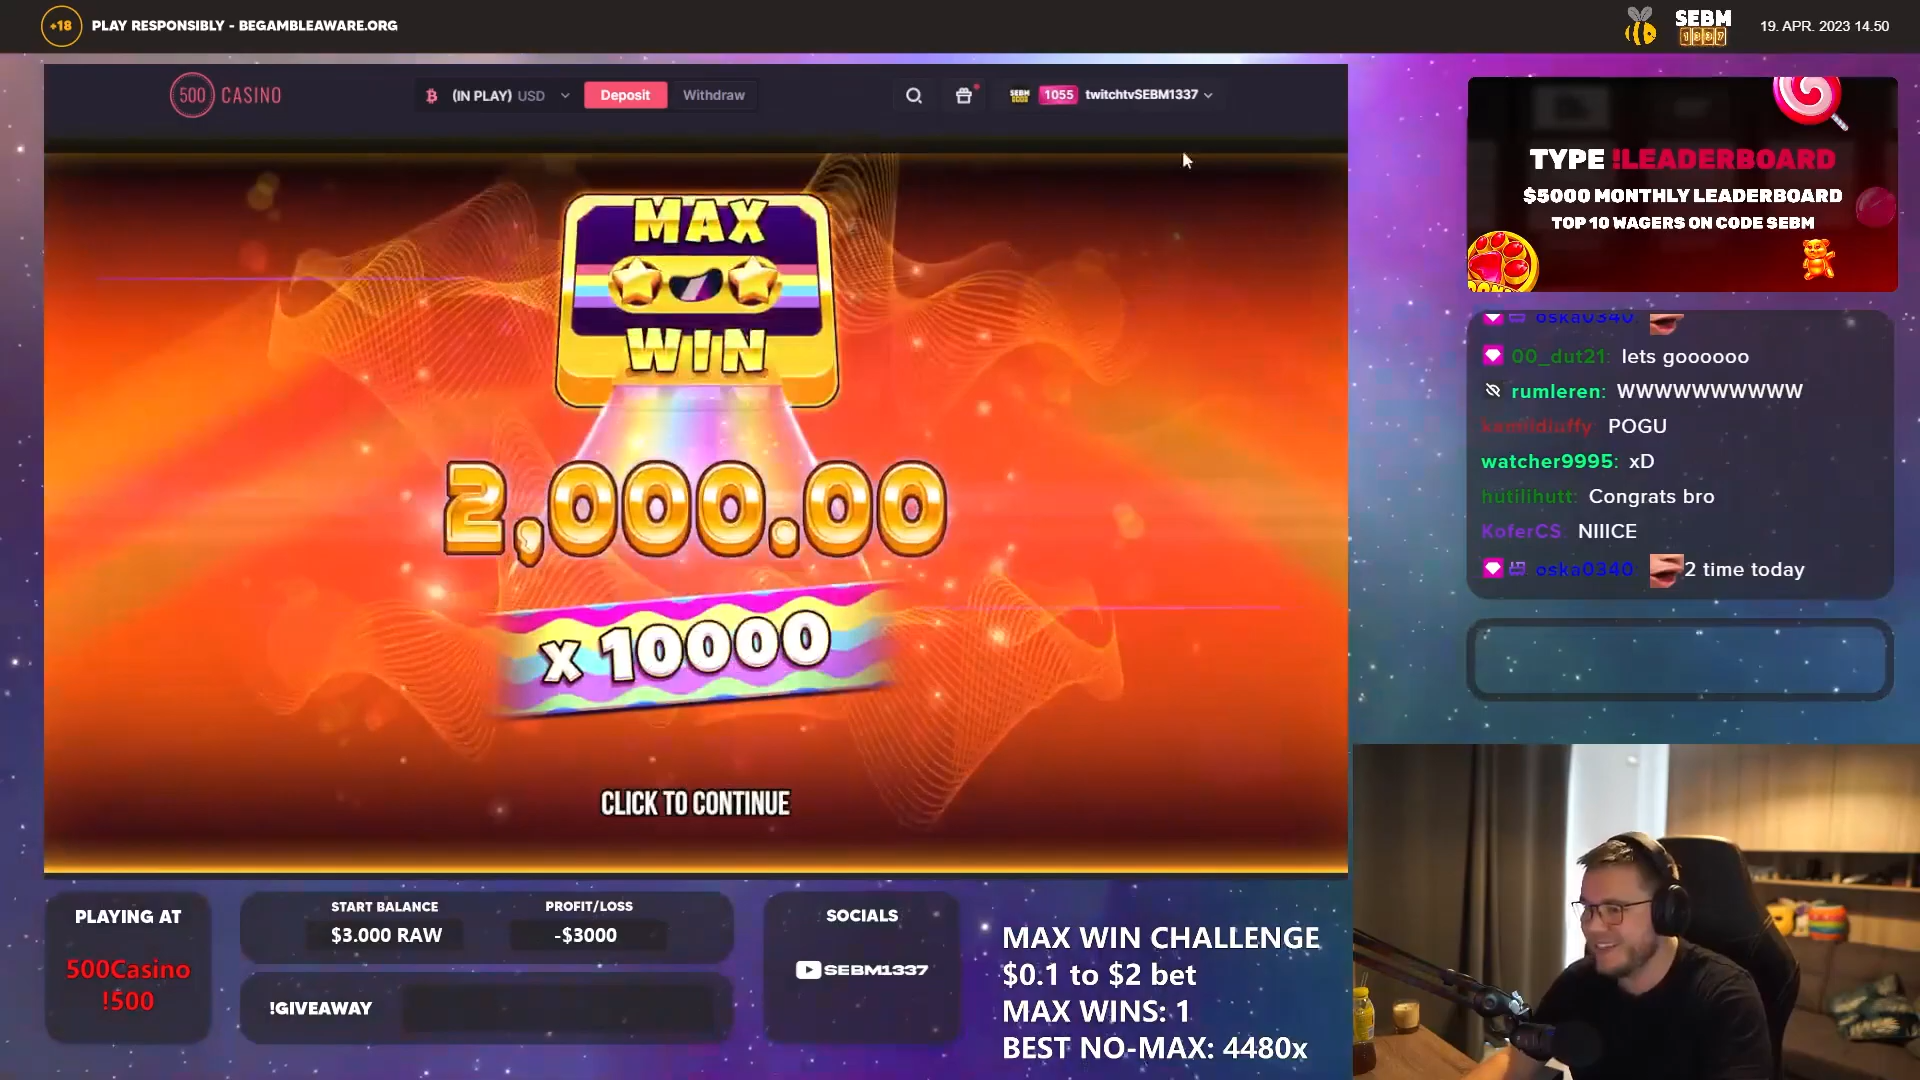 +18 PLAY RESPONSIBLY - BEGAMBLEAWARE.ORG
SEBM
1337
19. APR. 2023 14.50
500 CASINO
(IN PLAY) USD
Deposit
Withdraw
1055 twitchtvSEBM1337
MAX
WIN
2,000.00
x 10000
CLICK TO CONTINUE
TYPE !LEADERBOARD
$5000 MONTHLY LEADERBOARD
TOP 10 WAGERS ON CODE SEBM
oska0340:
00_dut21: lets goooooo
rumleren: WWWWWWWWWW
POGU
watcher9995: xD
hutilihutt: Congrats bro
KoferCS: NIIICE
oska0340: 2 time today
PLAYING AT
500Casino
!500
START BALANCE
$3.000 RAW
PROFIT/LOSS
-$3000
!GIVEAWAY
SOCIALS
SEBM1337
MAX WIN CHALLENGE
$0.1 to $2 bet
MAX WINS: 1
BEST NO-MAX: 4480x